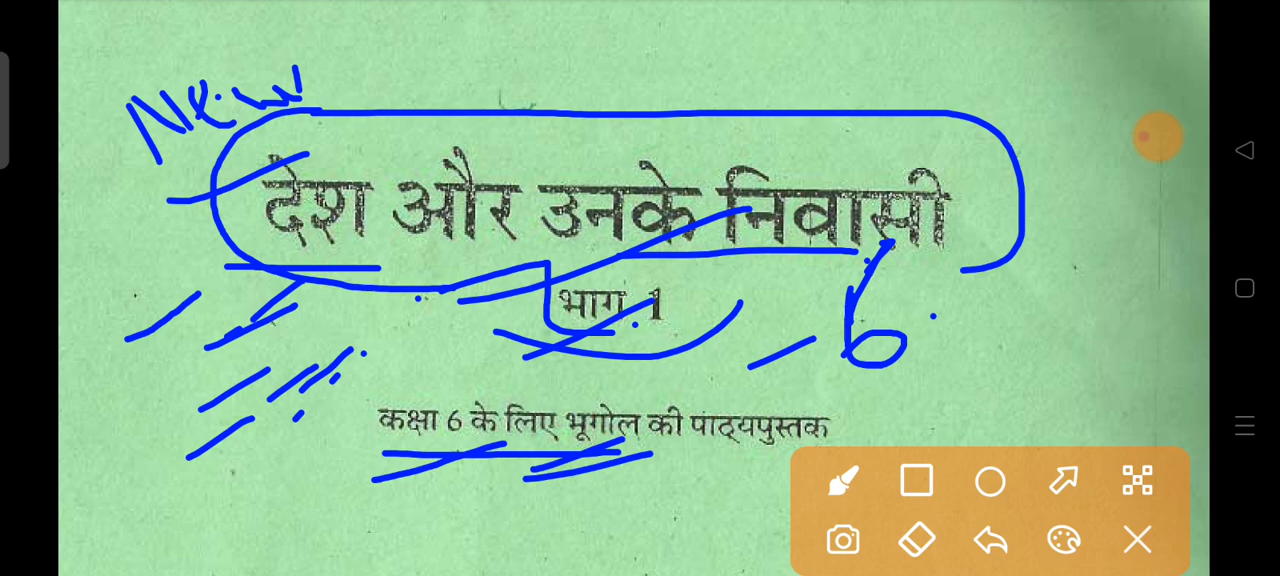 New
देश और उनके निवासी
भाग 1
6
कक्षा 6 के लिए भूगोल की पाठ्यपुस्तक